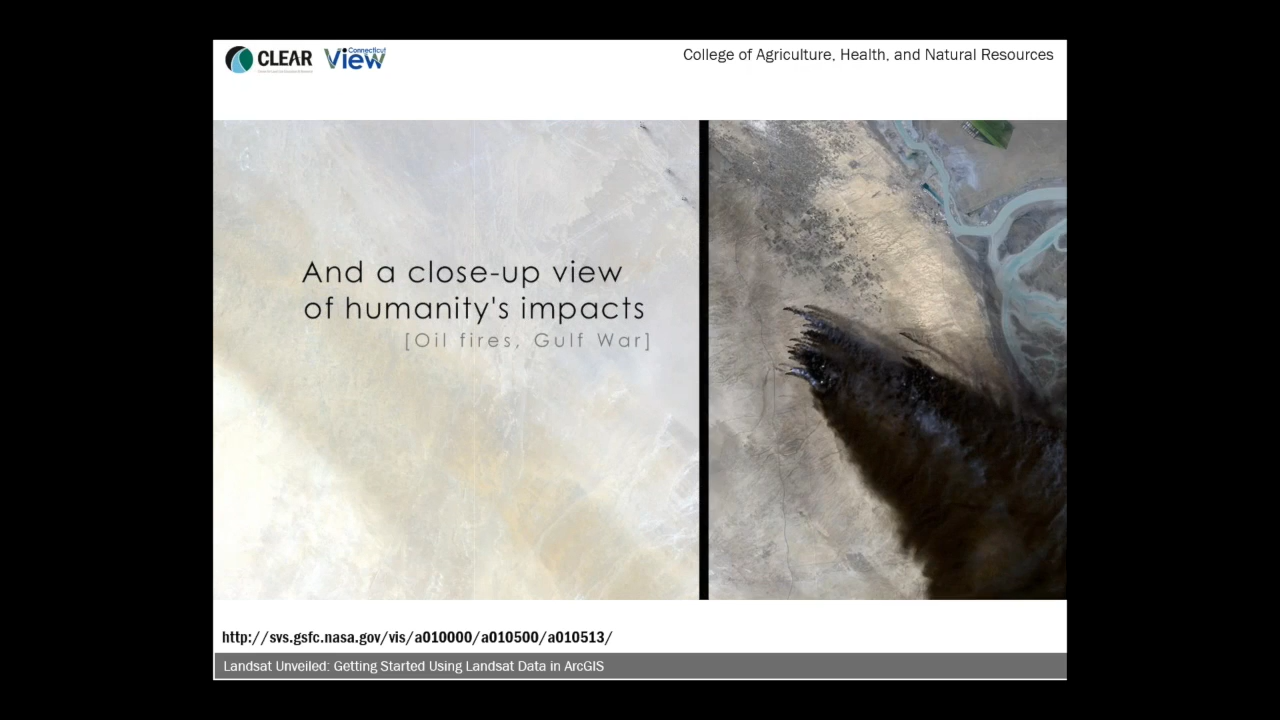 CLEAR
Connecticut
View
College of Agriculture, Health, and Natural Resources
And a close-up view
of humanity's impacts
[Oil fires, Gulf War]
http://svs.gsfc.nasa.gov/vis/a010000/a010500/a010513/
Landsat Unveiled: Getting Started Using Landsat Data in ArcGIS